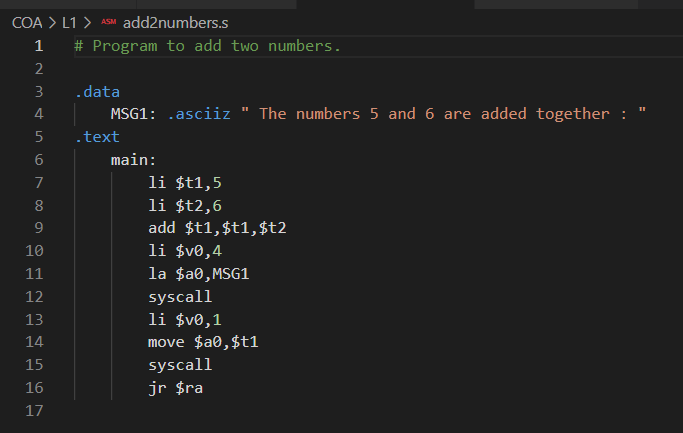 COA > L1 > ASM add2numbers.s
1 # Program to add two numbers.
2
3 .data
4 MSG1: .asciiz " The numbers 5 and 6 are added together : "
5 .text
6 main:
7 li $t1,5
8 li $t2,6
9 add $t1,$t1,$t2
10 li $v0,4
11 la $a0,MSG1
12 syscall
13 li $v0,1
14 move $a0,$t1
15 syscall
16 jr $ra
17